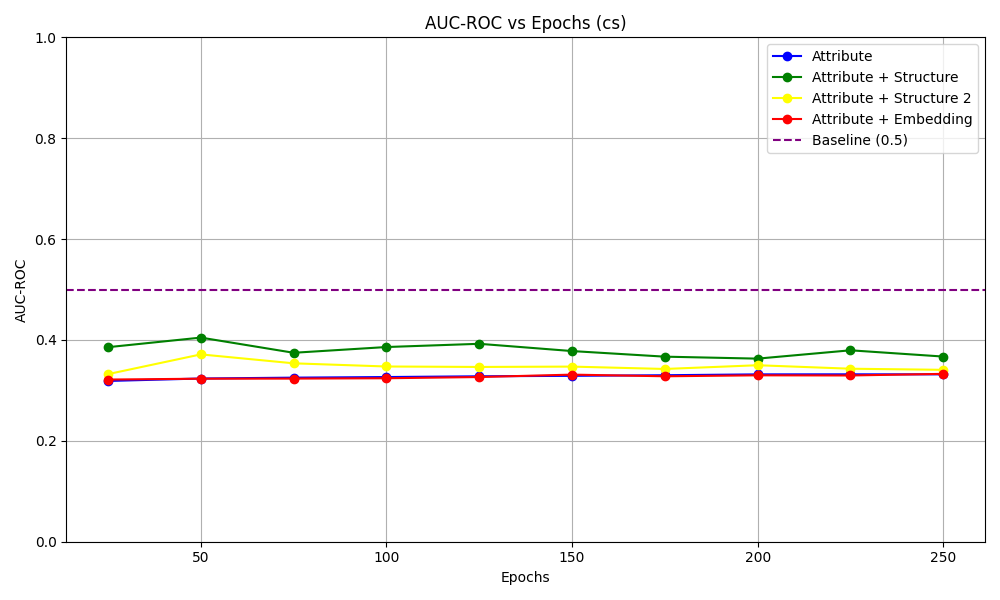 AUC-ROC vs Epochs (cs)
1.0
0.8
0.6
0.4
0.2
0.0
AUC-ROC
Attribute
Attribute + Structure
Attribute + Structure 2
Attribute + Embedding
Baseline (0.5)
50
100
150
200
250
Epochs